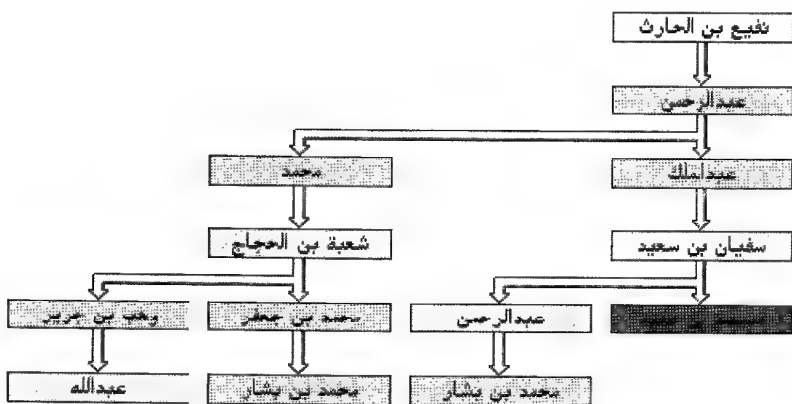 نفيع بن الحارث
عبدالرحمن
عبدالملك
محمد
سفيان بن سعيد
شعبة بن الحجاج
عبدالرحمن
محمد بن جعفر
وهب بن جرير
محمد بن بشار
محمد بن بشار
عبدالله